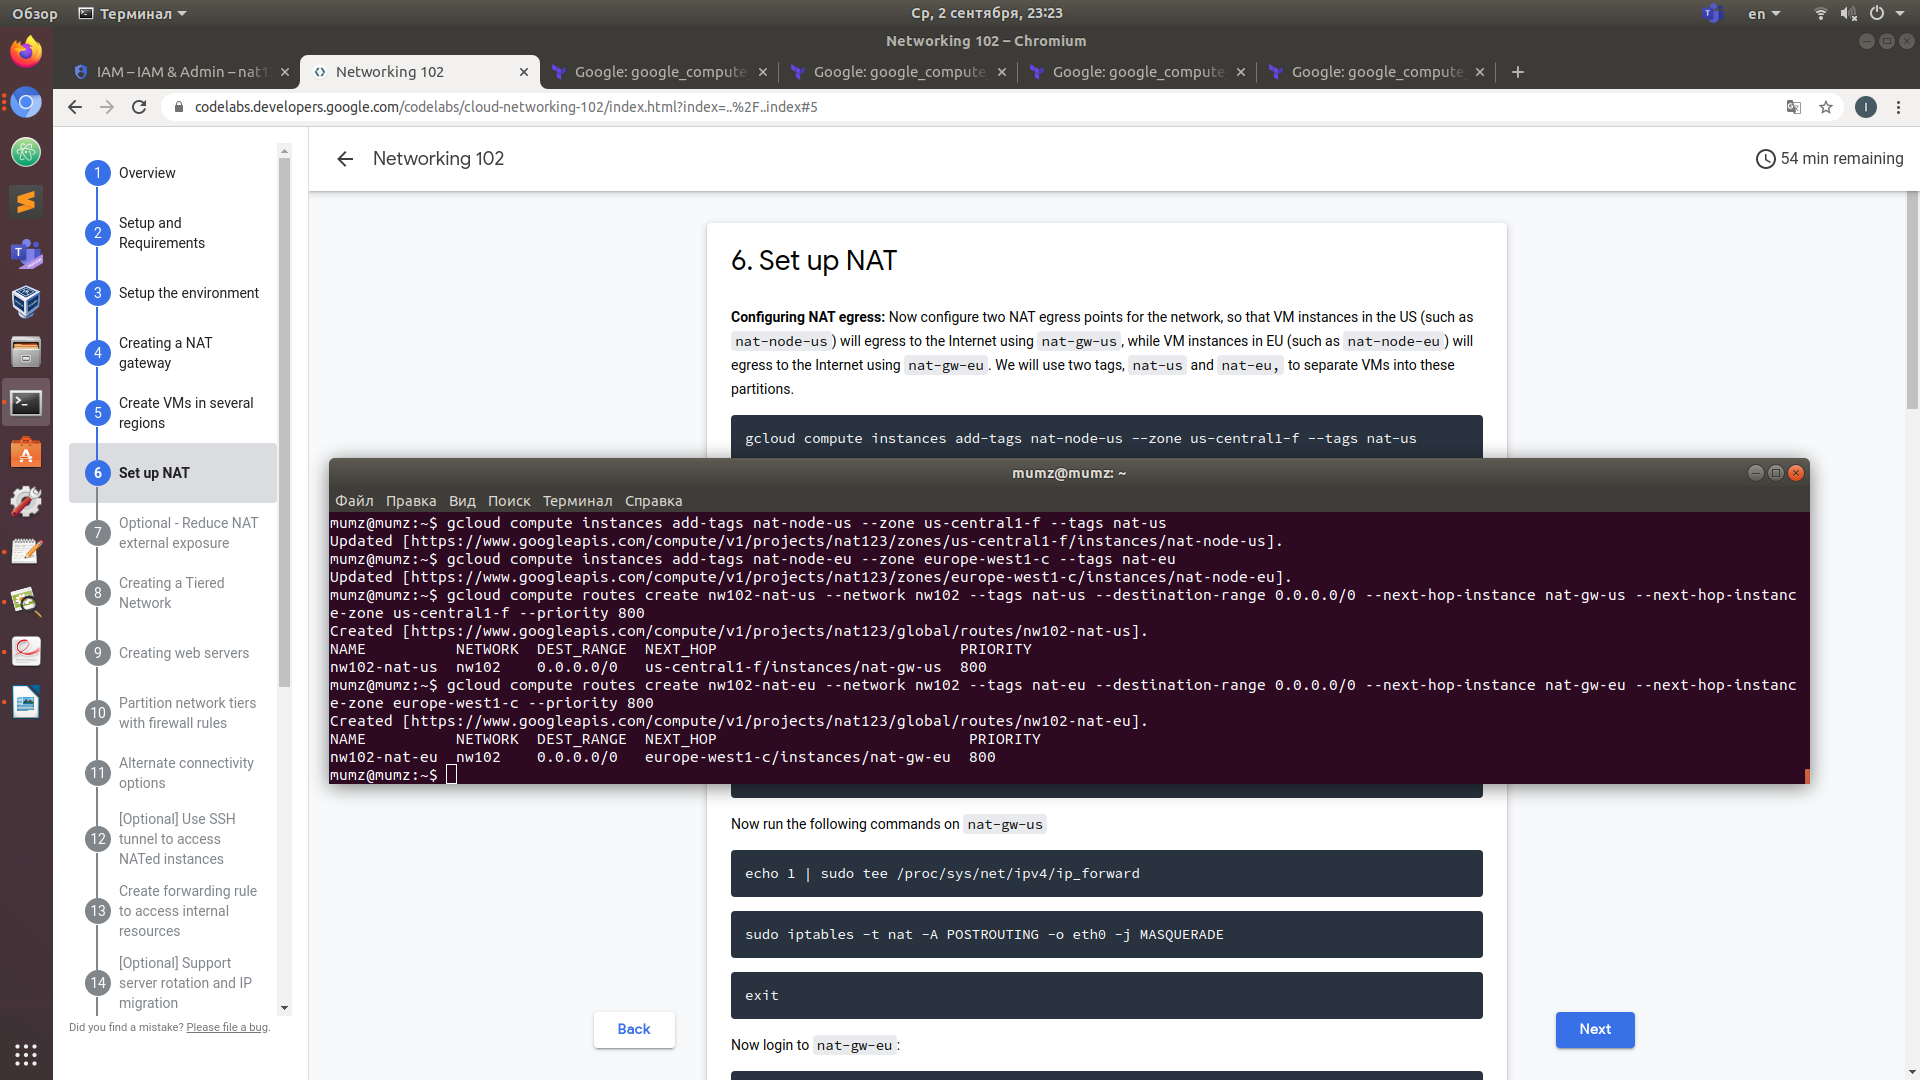 Обзор
Терминал
Ср, 2 сентября, 23:23
en
Networking 102 – Chromium
IAM – IAM & Admin – nat1
Networking 102
Google: google_compute
Google: google_compute
Google: google_compute
Google: google_compute
codelabs.developers.google.com/codelabs/cloud-networking-102/index.html?index=..%2F..index#5
I
1 Overview
2 Setup and
Requirements
3 Setup the environment
4 Creating a NAT
gateway
5 Create VMs in several
regions
6 Set up NAT
7 Optional - Reduce NAT
external exposure
8 Creating a Tiered
Network
9 Creating web servers
10 Partition network tiers
with firewall rules
11 Alternate connectivity
options
12 [Optional] Use SSH
tunnel to access
NATed instances
13 Create forwarding rule
to access internal
resources
14 [Optional] Support
server rotation and IP
migration
Did you find a mistake? Please file a bug.
Networking 102
54 min remaining
6. Set up NAT
Configuring NAT egress: Now configure two NAT egress points for the network, so that VM instances in the US (such as
nat-node-us ) will egress to the Internet using nat-gw-us , while VM instances in EU (such as nat-node-eu ) will
egress to the Internet using nat-gw-eu . We will use two tags, nat-us and nat-eu, to separate VMs into these
partitions.
gcloud compute instances add-tags nat-node-us --zone us-central1-f --tags nat-us
mumz@mumz: ~
Файл Правка Вид Поиск Терминал Справка
mumz@mumz:~$ gcloud compute instances add-tags nat-node-us --zone us-central1-f --tags nat-us
Updated [https://www.googleapis.com/compute/v1/projects/nat123/zones/us-central1-f/instances/nat-node-us].
mumz@mumz:~$ gcloud compute instances add-tags nat-node-eu --zone europe-west1-c --tags nat-eu
Updated [https://www.googleapis.com/compute/v1/projects/nat123/zones/europe-west1-c/instances/nat-node-eu].
mumz@mumz:~$ gcloud compute routes create nw102-nat-us --network nw102 --tags nat-us --destination-range 0.0.0.0/0 --next-hop-instance nat-gw-us --next-hop-instanc
e-zone us-central1-f --priority 800
Created [https://www.googleapis.com/compute/v1/projects/nat123/global/routes/nw102-nat-us].
NAME NETWORK DEST_RANGE NEXT_HOP PRIORITY
nw102-nat-us nw102 0.0.0.0/0 us-central1-f/instances/nat-gw-us 800
mumz@mumz:~$ gcloud compute routes create nw102-nat-eu --network nw102 --tags nat-eu --destination-range 0.0.0.0/0 --next-hop-instance nat-gw-eu --next-hop-instanc
e-zone europe-west1-c --priority 800
Created [https://www.googleapis.com/compute/v1/projects/nat123/global/routes/nw102-nat-eu].
NAME NETWORK DEST_RANGE NEXT_HOP PRIORITY
nw102-nat-eu nw102 0.0.0.0/0 europe-west1-c/instances/nat-gw-eu 800
mumz@mumz:~$
Now run the following commands on nat-gw-us
echo 1 | sudo tee /proc/sys/net/ipv4/ip_forward
sudo iptables -t nat -A POSTROUTING -o eth0 -j MASQUERADE
exit
Back
Next
Now login to nat-gw-eu :